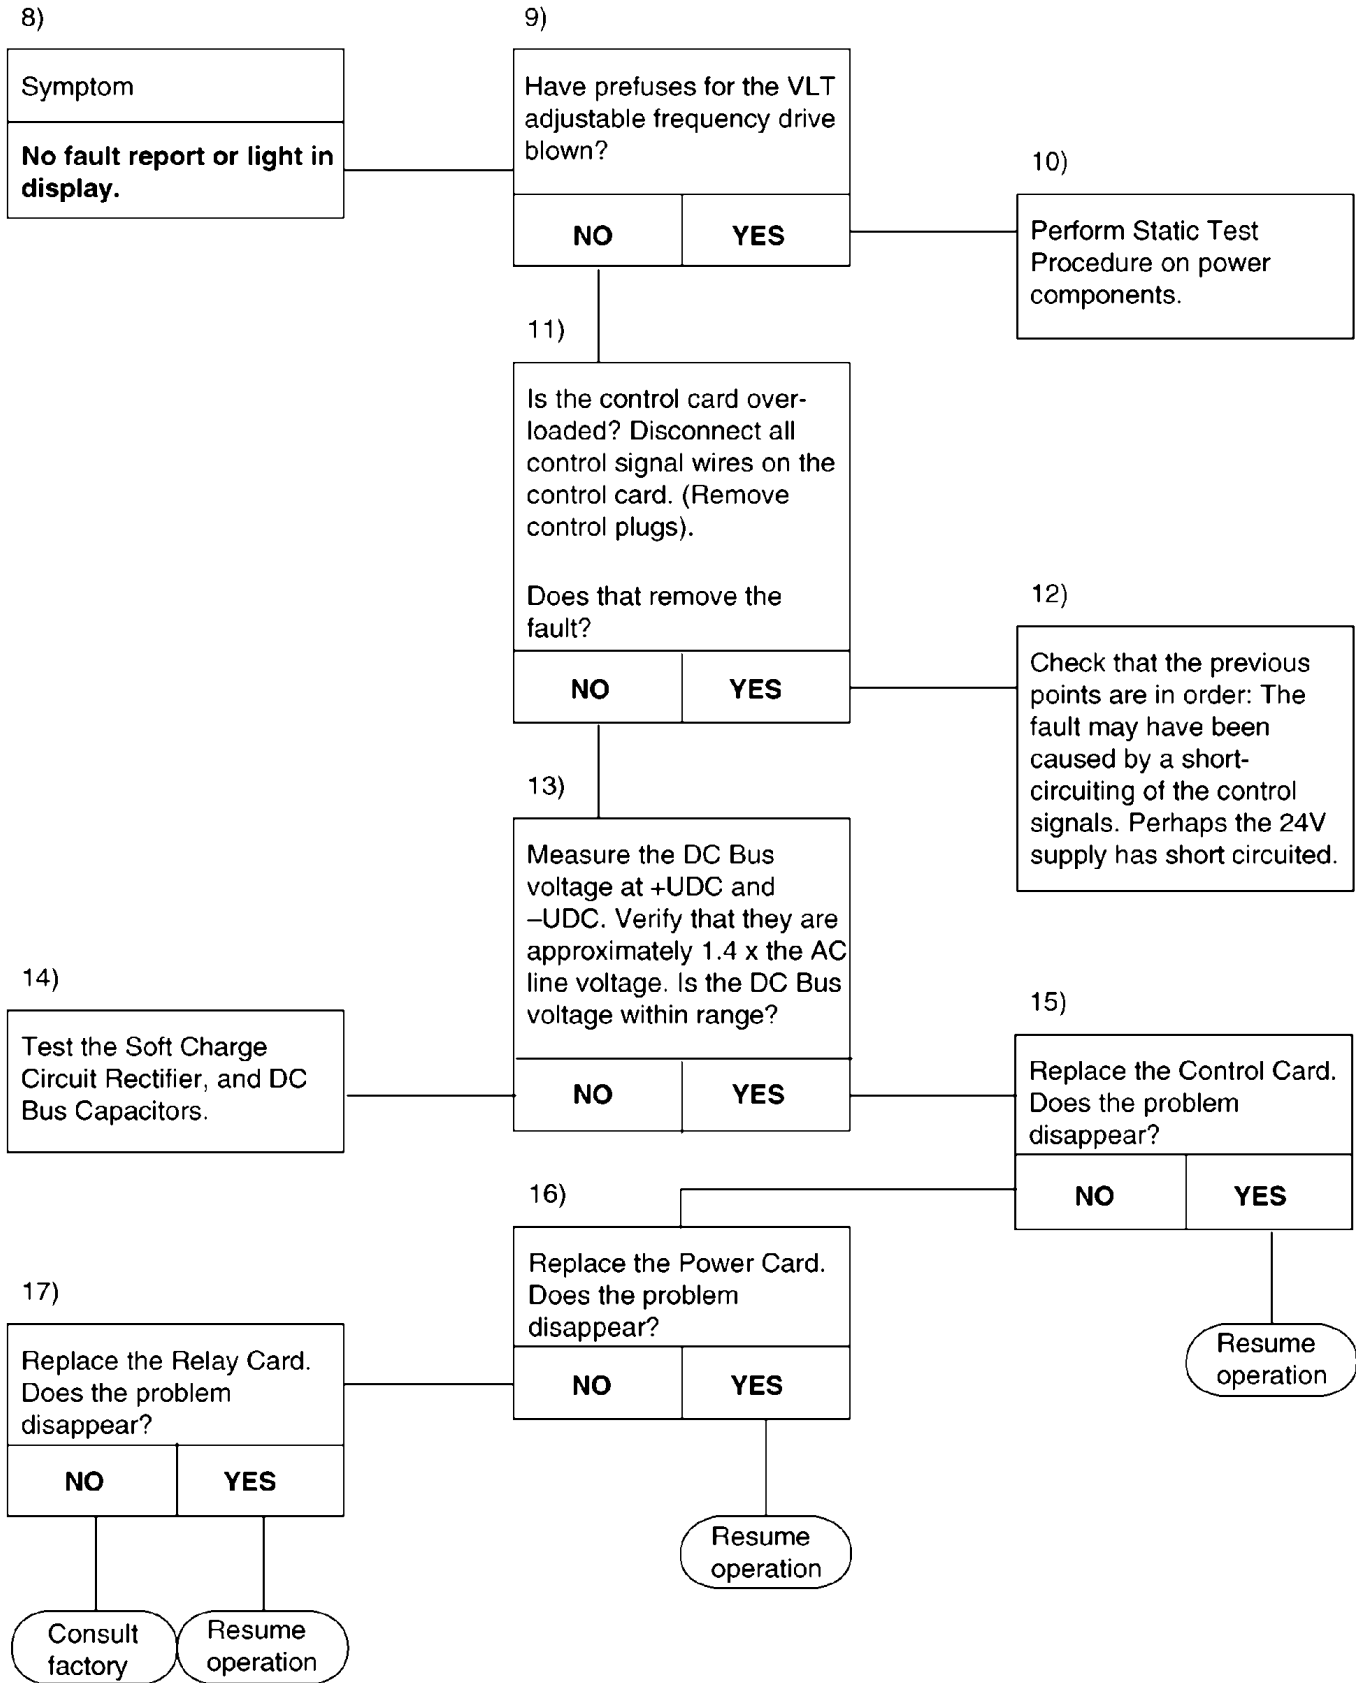 8)
Symptom
No fault report or light in
display.
9)
Have prefuses for the VLT
adjustable frequency drive
blown?
NO
YES
10)
Perform Static Test
Procedure on power
components.
11)
Is the control card over-
loaded? Disconnect all
control signal wires on the
control card. (Remove
control plugs).
Does that remove the
fault?
NO
YES
12)
Check that the previous
points are in order: The
fault may have been
caused by a short-
circuiting of the control
signals. Perhaps the 24V
supply has short circuited.
13)
Measure the DC Bus
voltage at +UDC and
–UDC. Verify that they are
approximately 1.4 x the AC
line voltage. Is the DC Bus
voltage within range?
NO
YES
14)
Test the Soft Charge
Circuit Rectifier, and DC
Bus Capacitors.
15)
Replace the Control Card.
Does the problem
disappear?
NO
YES
Resume
operation
16)
Replace the Power Card.
Does the problem
disappear?
NO
YES
Resume
operation
17)
Replace the Relay Card.
Does the problem
disappear?
NO
YES
Consult
factory
Resume
operation